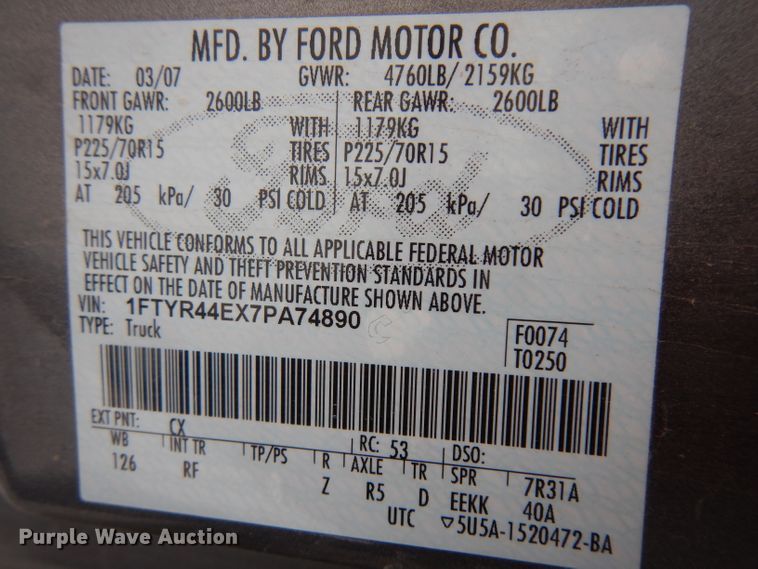 MFD. BY FORD MOTOR CO.
DATE: 03/07 GVWR: 4760LB/ 2159KG
FRONT GAWR: 2600LB REAR GAWR: 2600LB
1179KG WITH 1179KG WITH
P225/70R15 TIRES P225/70R15 TIRES
15x7.0J RIMS 15x7.0J RIMS
AT 205 kPa/ 30 PSI COLD AT 205 kPa/ 30 PSI COLD
Ford
THIS VEHICLE CONFORMS TO ALL APPLICABLE FEDERAL MOTOR
VEHICLE SAFETY AND THEFT PREVENTION STANDARDS IN
EFFECT ON THE DATE OF MANUFACTURE SHOWN ABOVE.
VIN: 1FTYR44EX7PA74890 C
TYPE: Truck F0074
T0250
EXT PNT: CX RC: 53 DSO:
WB INT TR TP/PS R AXLE TR SPR 7R31A
126 RF Z R5 D EEKK 40A
UTC ▽5U5A-1520472-BA
Purple Wave Auction